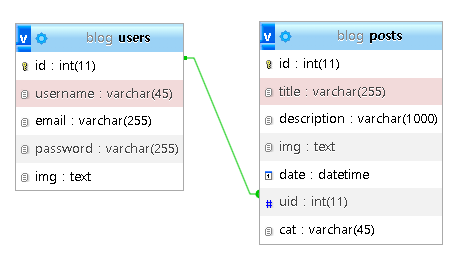 blog users
id : int(11)
username : varchar(45)
email : varchar(255)
password : varchar(255)
img : text
blog posts
id : int(11)
title : varchar(255)
description : varchar(1000)
img : text
date : datetime
uid : int(11)
cat : varchar(45)